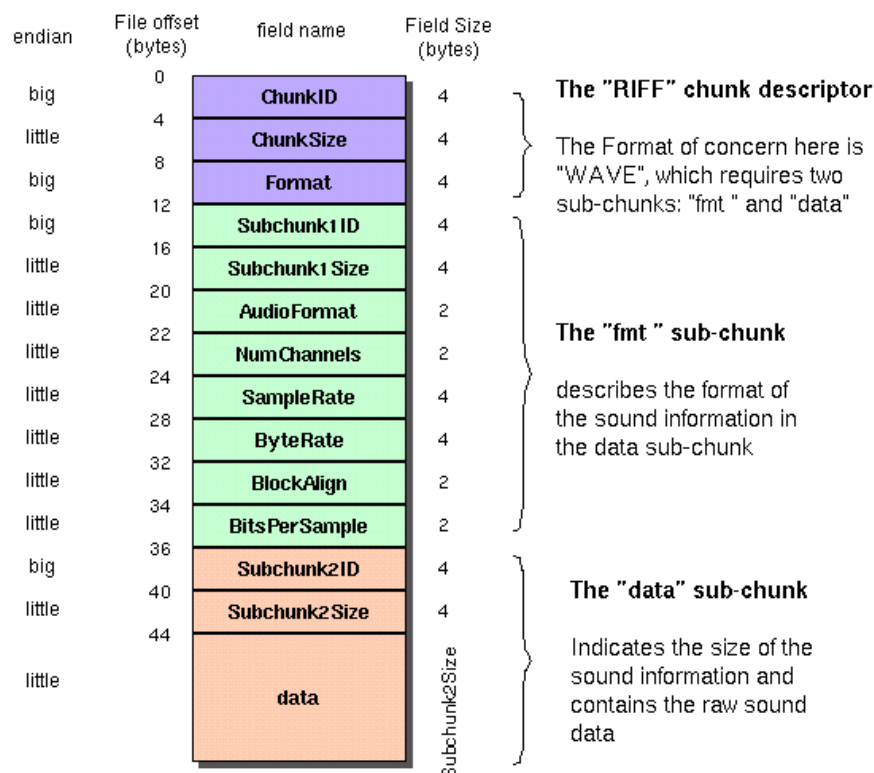 endian
File offset
(bytes)
field name
Field Size
(bytes)
0
big
ChunkID
4
4
little
ChunkSize
4
8
big
Format
4
12
The "RIFF" chunk descriptor
The Format of concern here is
"WAVE", which requires two
sub-chunks: "fmt " and "data"
big
Subchunk1ID
4
16
little
Subchunk1Size
4
20
little
AudioFormat
2
22
little
NumChannels
2
24
little
SampleRate
4
28
little
ByteRate
4
32
little
BlockAlign
2
34
little
BitsPerSample
2
36
The "fmt " sub-chunk
describes the format of
the sound information in
the data sub-chunk
big
Subchunk2ID
4
40
little
Subchunk2Size
4
44
little
data
Subchunk2Size
The "data" sub-chunk
Indicates the size of the
sound information and
contains the raw sound
data